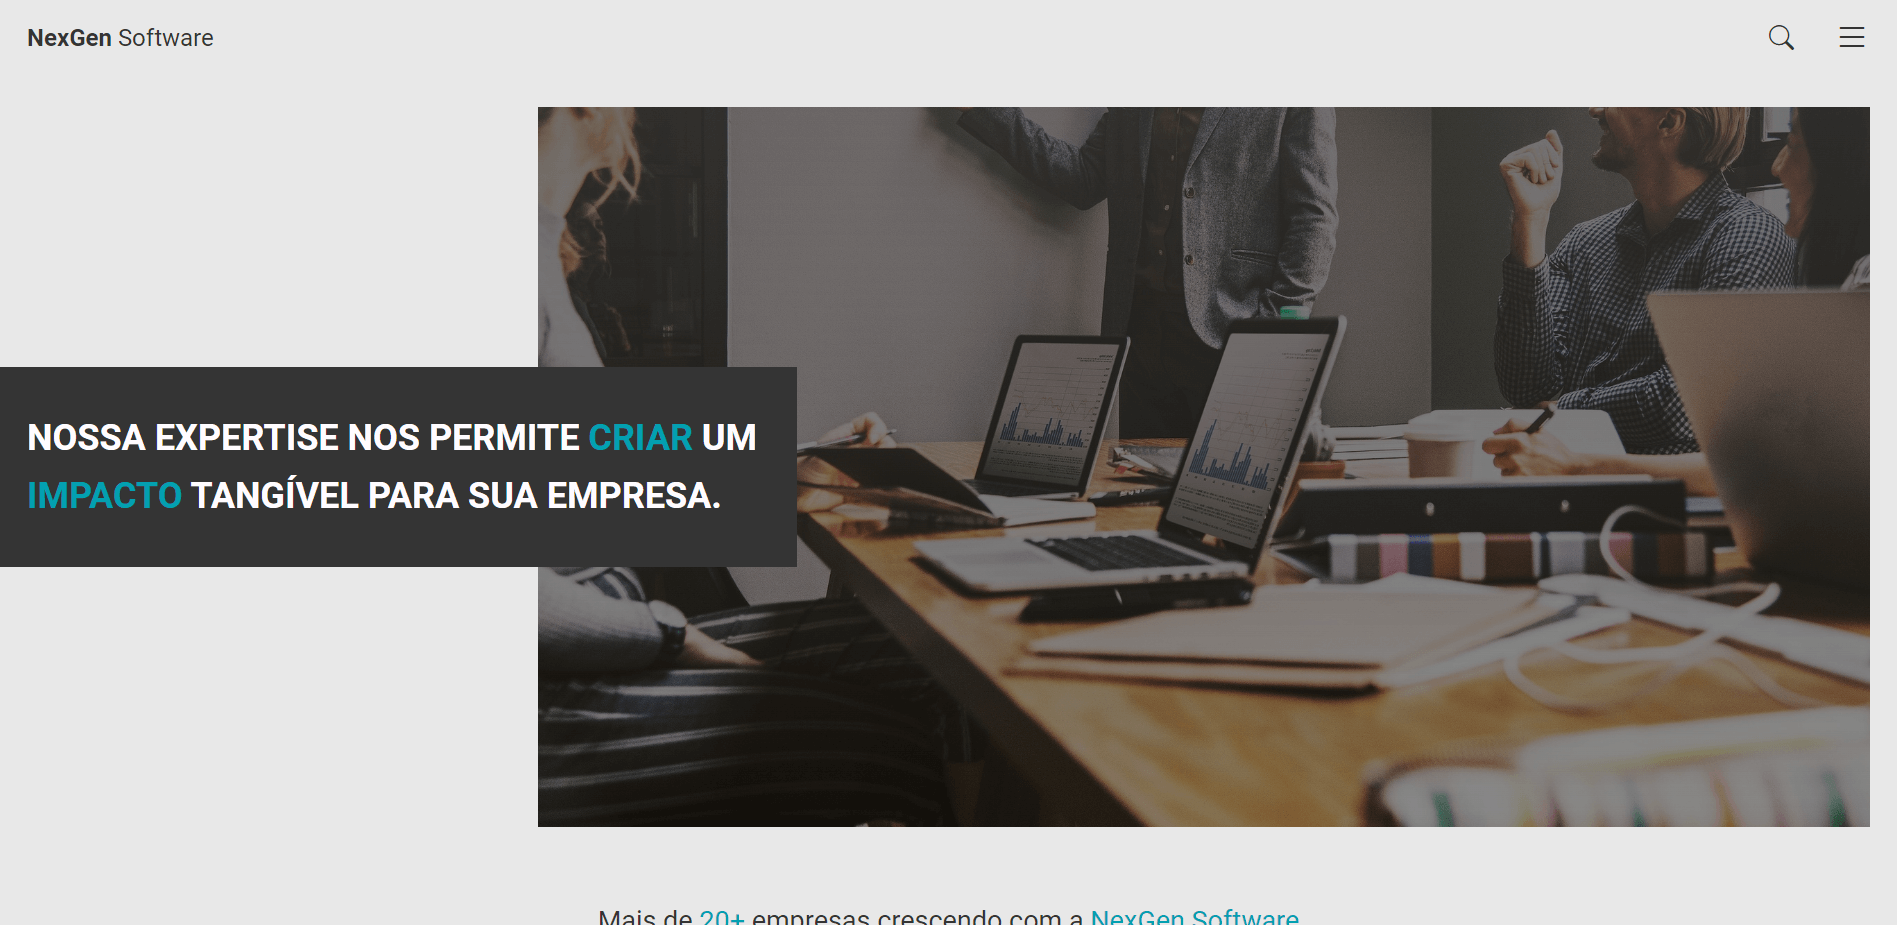 NexGen Software
NOSSA EXPERTISE NOS PERMITE CRIAR UM
IMPACTO TANGÍVEL PARA SUA EMPRESA.
Mais de 20+ empresas crescendo com a NexGen Software